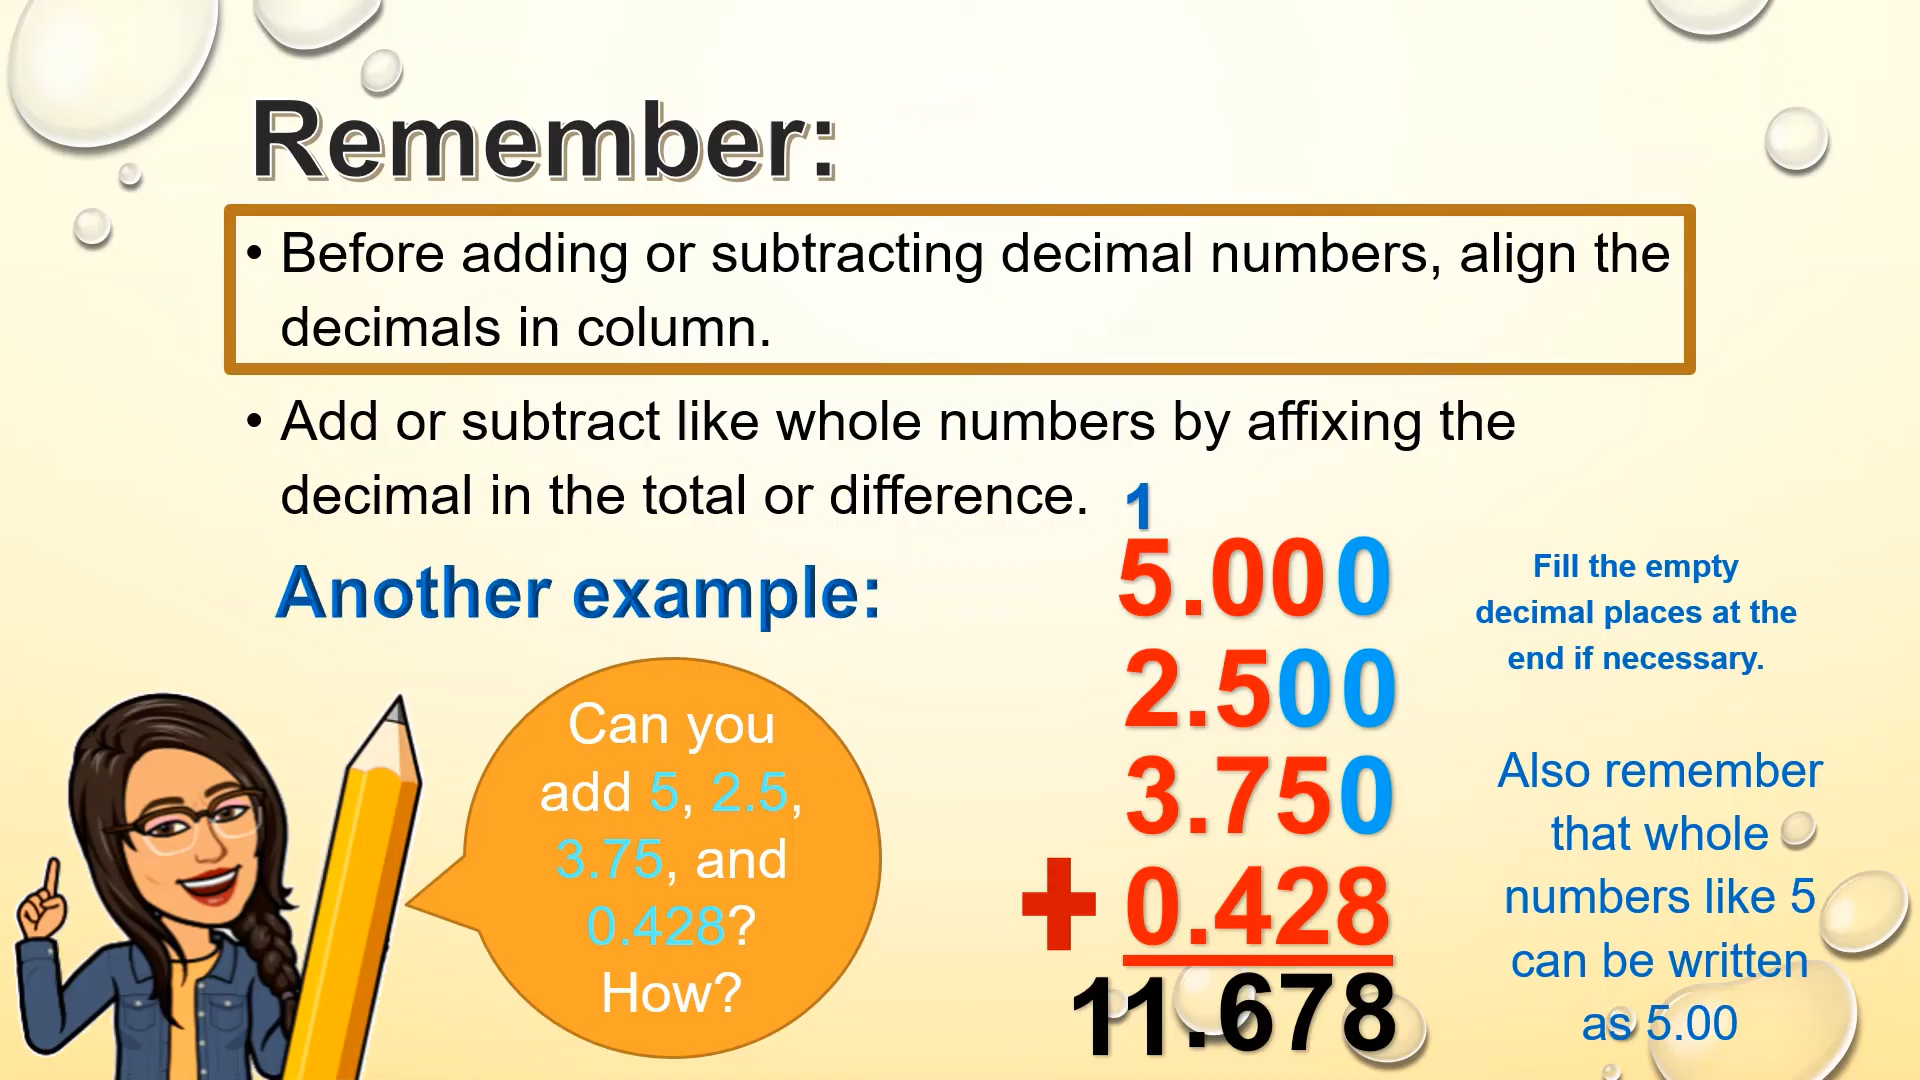 Remember:
• Before adding or subtracting decimal numbers, align the
decimals in column.
• Add or subtract like whole numbers by affixing the
decimal in the total or difference.
Another example:
Can you
add 5, 2.5,
3.75, and
0.428?
How?
1
5.000
2.500
3.750
+ 0.428
11.678
Fill the empty
decimal places at the
end if necessary.
Also remember
that whole
numbers like 5
can be written
as 5.00